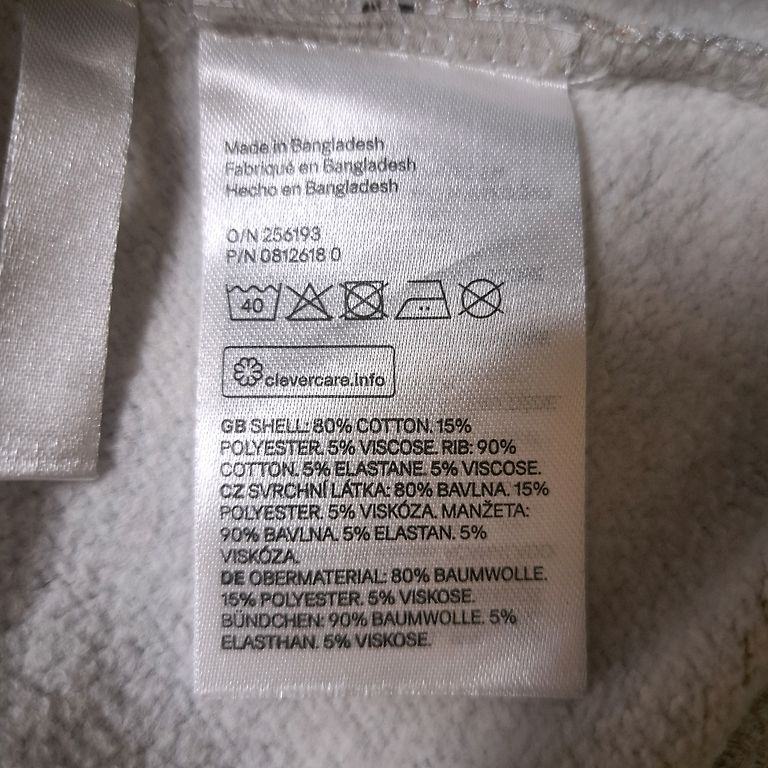 Made in Bangladesh
Fabriqué en Bangladesh
Hecho en Bangladesh
O/N 256193
P/N 0812618 0
40
clevercare.info
GB SHELL: 80% COTTON. 15%
POLYESTER. 5% VISCOSE. RIB: 90%
COTTON. 5% ELASTANE. 5% VISCOSE.
CZ SVRCHNÍ LÁTKA: 80% BAVLNA. 15%
POLYESTER. 5% VISKÓZA. MANŽETA:
90% BAVLNA. 5% ELASTAN. 5%
VISKÓZA.
DE OBERMATERIAL: 80% BAUMWOLLE.
15% POLYESTER. 5% VISKOSE.
BÜNDCHEN: 90% BAUMWOLLE. 5%
ELASTHAN. 5% VISKOSE.